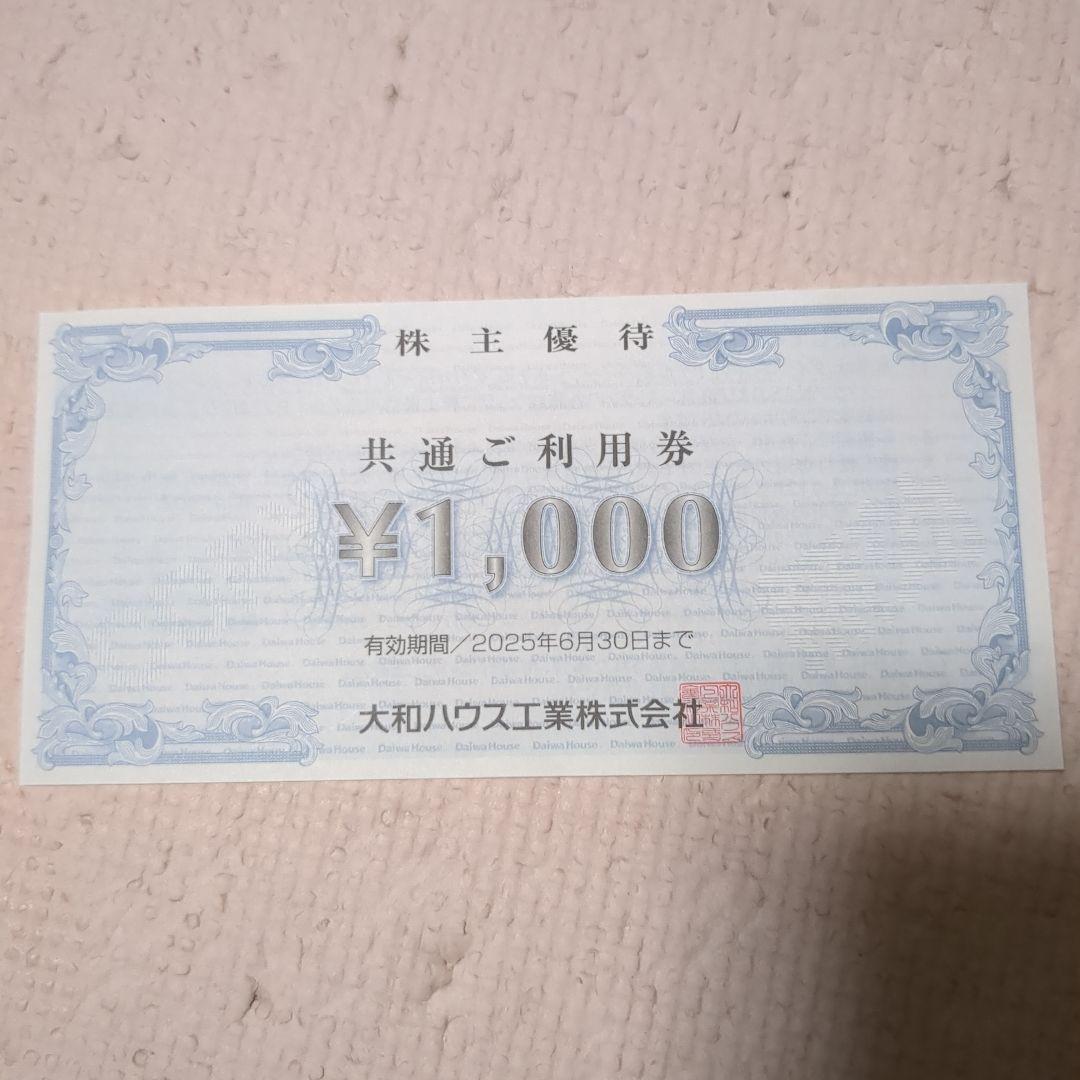 株主優待
共通ご利用券
¥1,000
有効期間／2025年6月30日まで
大和ハウス工業株式会社
Daiwa House